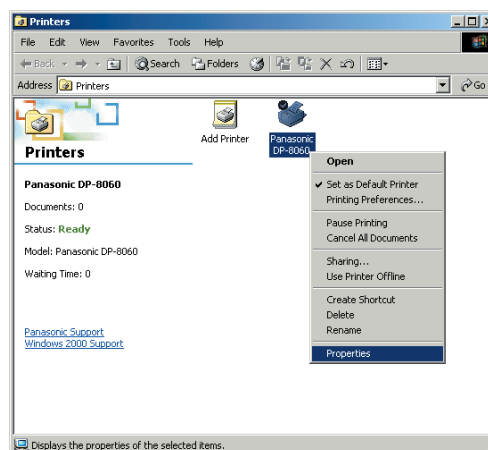 Printers
File Edit View Favorites Tools Help
Back Search Folders
Address Printers Go
Printers
Panasonic DP-8060
Documents: 0
Status: Ready
Model: Panasonic DP-8060
Waiting Time: 0
Panasonic Support
Windows 2000 Support
Add Printer
Panasonic
DP-8060
Open
Set as Default Printer
Printing Preferences...
Pause Printing
Cancel All Documents
Sharing...
Use Printer Offline
Create Shortcut
Delete
Rename
Properties
Displays the properties of the selected items.